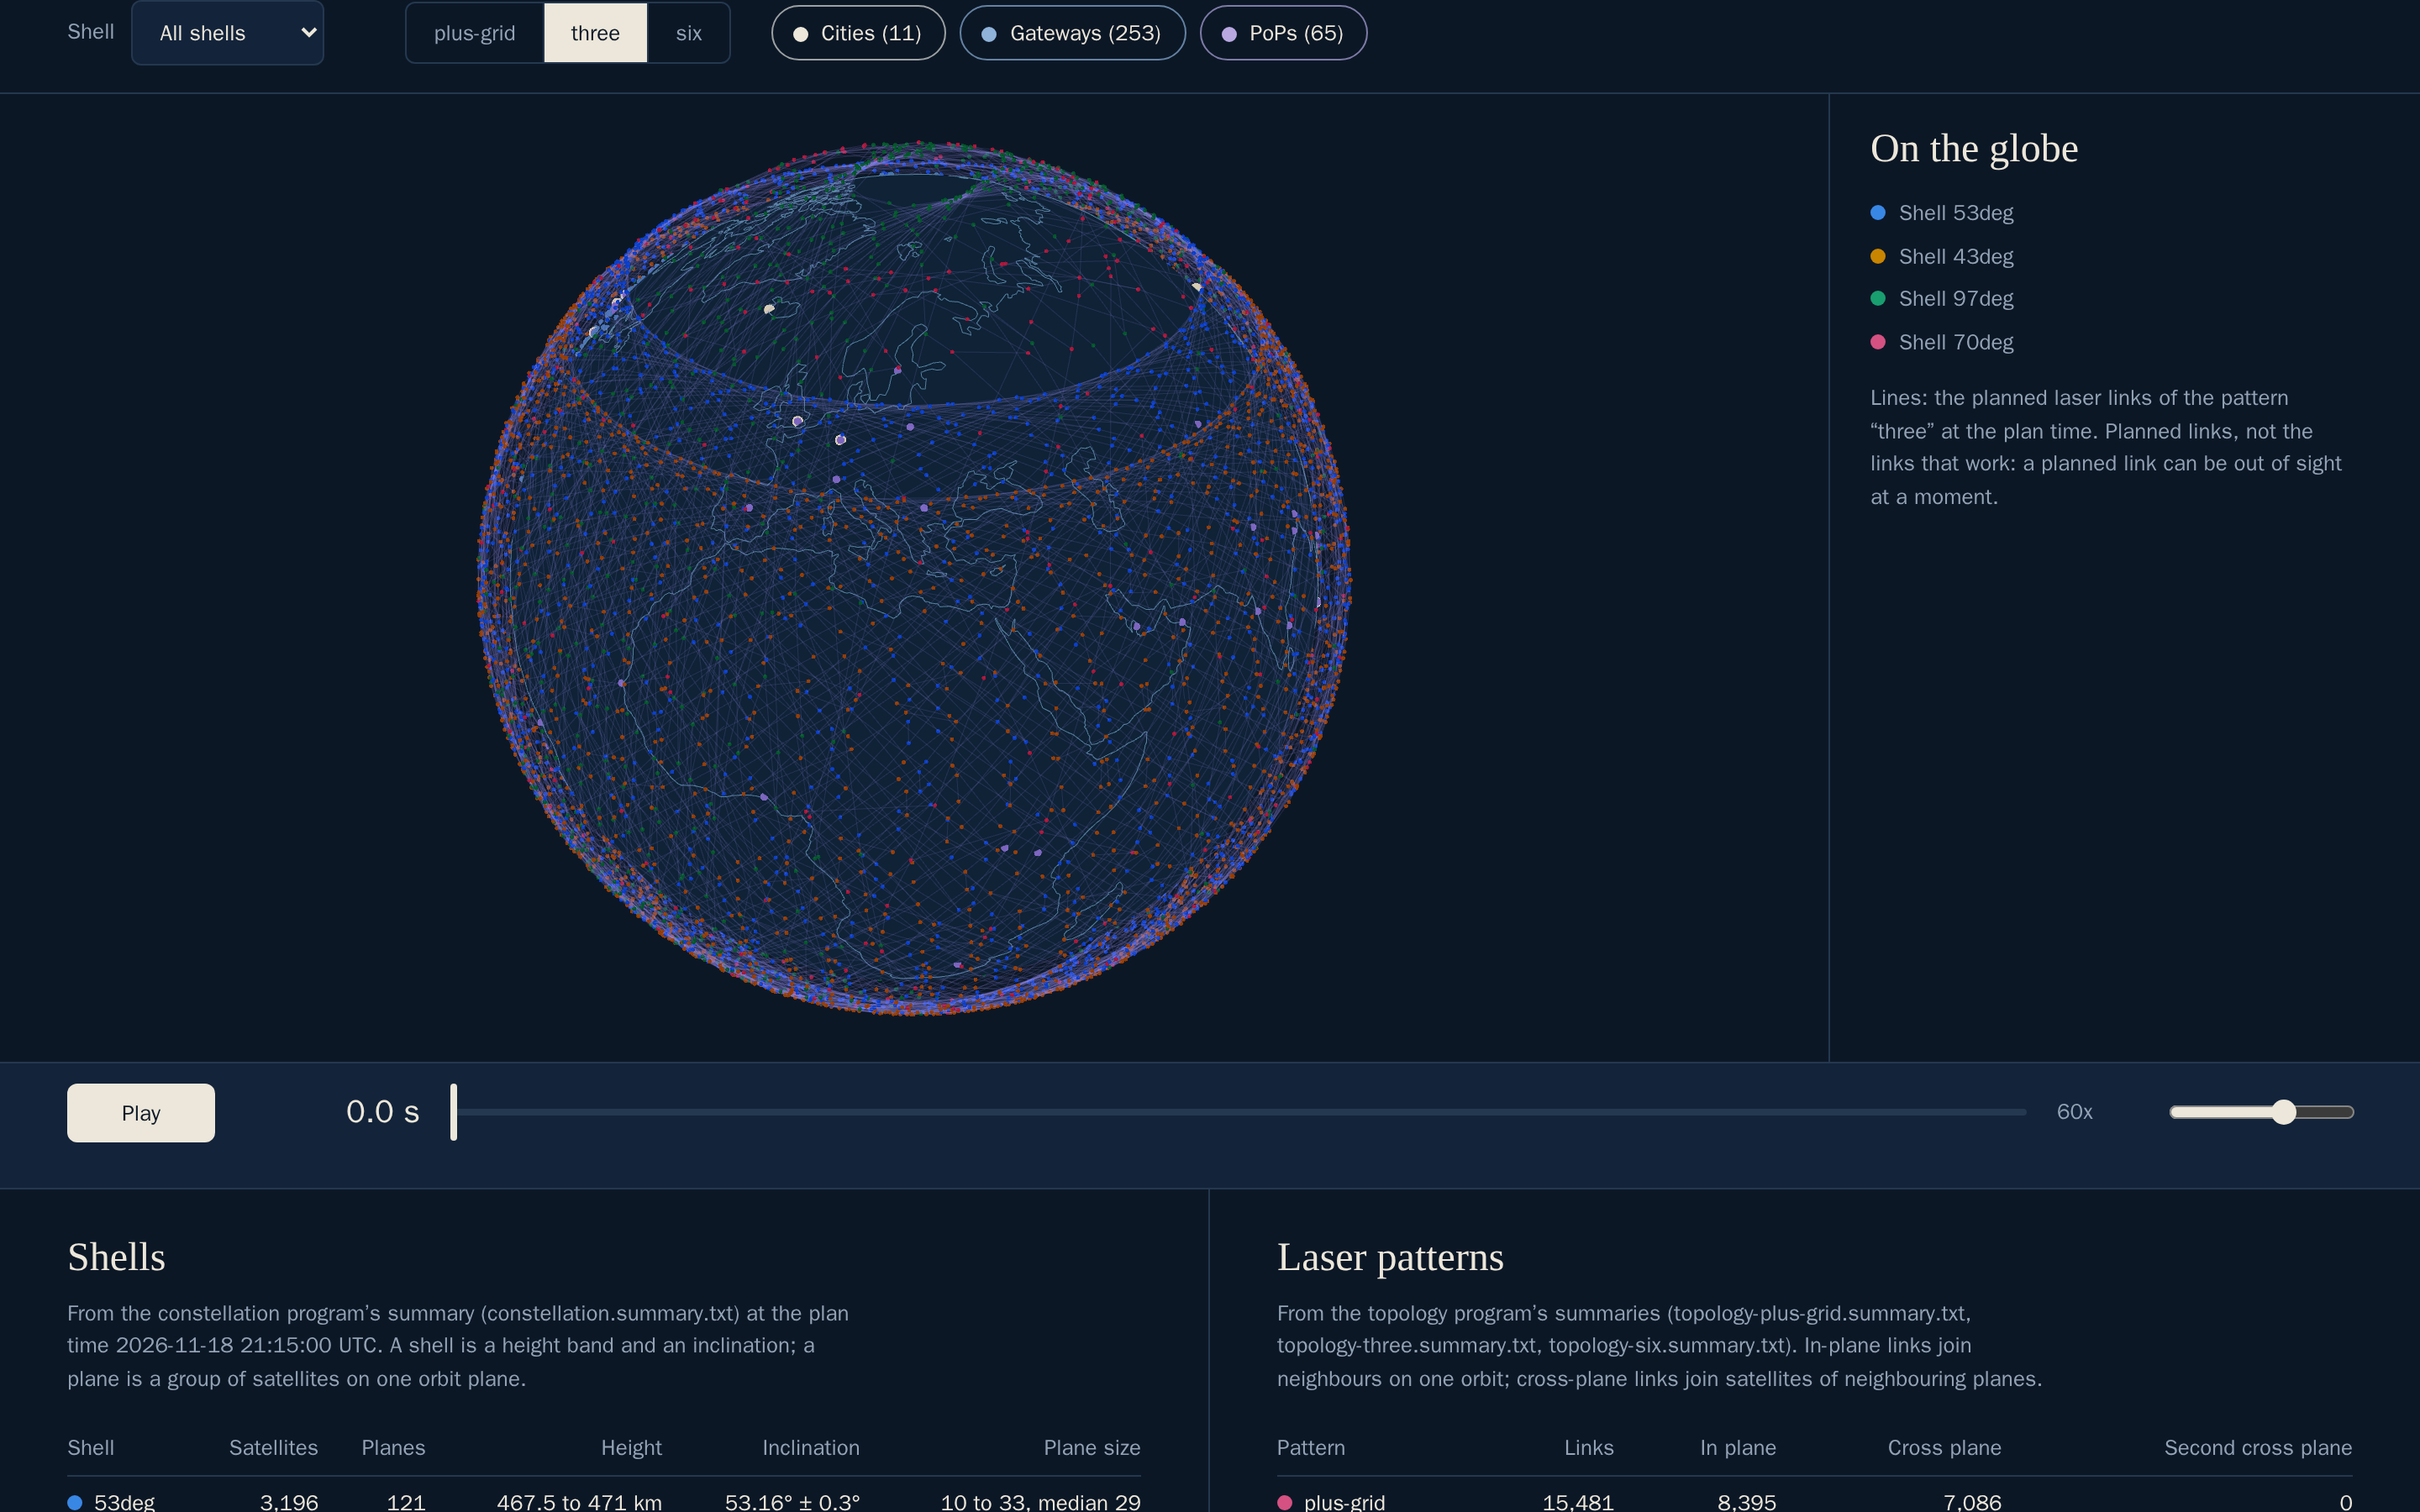 Shell All shells plus-grid three six Cities (11) Gateways (253) PoPs (65)
On the globe
Shell 53deg
Shell 43deg
Shell 97deg
Shell 70deg
Lines: the planned laser links of the pattern
“three” at the plan time. Planned links, not the
links that work: a planned link can be out of sight
at a moment.
Play 0.0 s 60x
Shells
From the constellation program’s summary (constellation.summary.txt) at the plan
time 2026-11-18 21:15:00 UTC. A shell is a height band and an inclination; a
plane is a group of satellites on one orbit plane.
Shell Satellites Planes Height Inclination Plane size
53deg 3,196 121 467.5 to 471 km 53.16° ± 0.3° 10 to 33, median 29
Laser patterns
From the topology program’s summaries (topology-plus-grid.summary.txt,
topology-three.summary.txt, topology-six.summary.txt). In-plane links join
neighbours on one orbit; cross-plane links join satellites of neighbouring planes.
Pattern Links In plane Cross plane Second cross plane
plus-grid 15,481 8,395 7,086 0